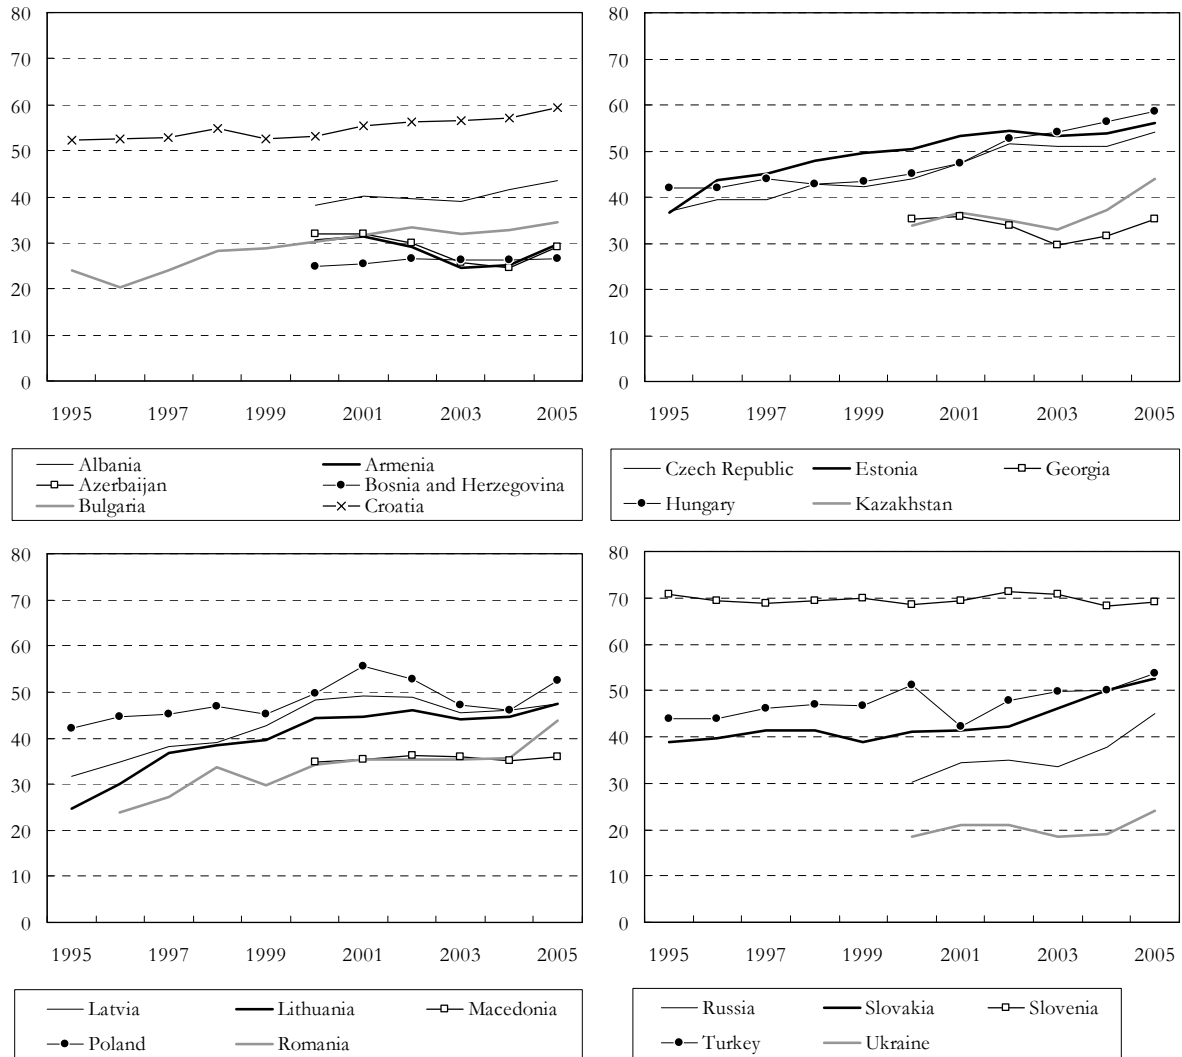 80
70
60
50
40
30
20
10
0
1995 1997 1999 2001 2003 2005
Albania Armenia
Azerbaijan Bosnia and Herzegovina
Bulgaria Croatia
80
70
60
50
40
30
20
10
0
1995 1997 1999 2001 2003 2005
Czech Republic Estonia Georgia
Hungary Kazakhstan
80
70
60
50
40
30
20
10
0
1995 1997 1999 2001 2003 2005
Latvia Lithuania Macedonia
Poland Romania
80
70
60
50
40
30
20
10
0
1995 1997 1999 2001 2003 2005
Russia Slovakia Slovenia
Turkey Ukraine